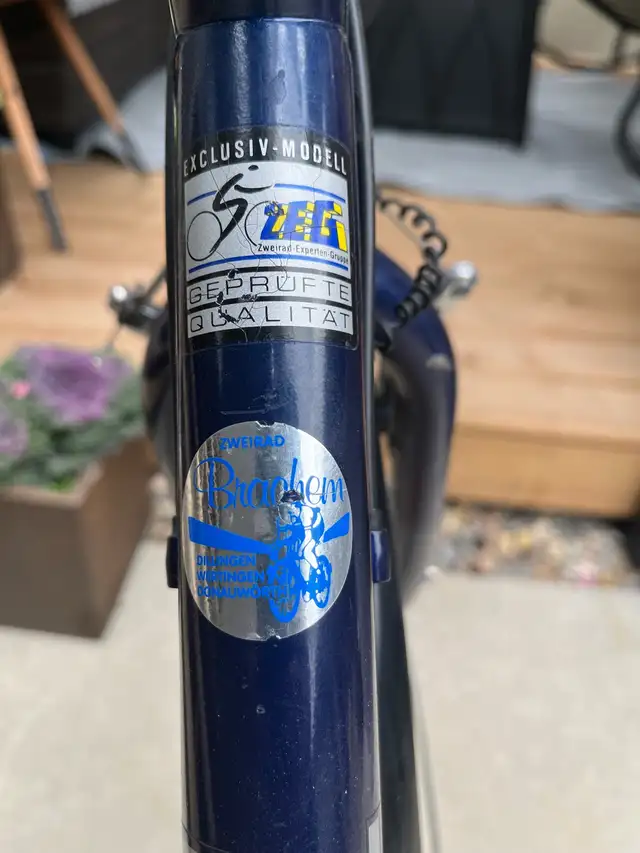 EXCLUSIV-MODELL
ZEG
Zweirad-Experten-Gruppe
GEPRÜFTE
QUALITÄT
ZWEIRAD
Brachem
DILLINGEN
WERTINGEN
DONAUWÖRTH